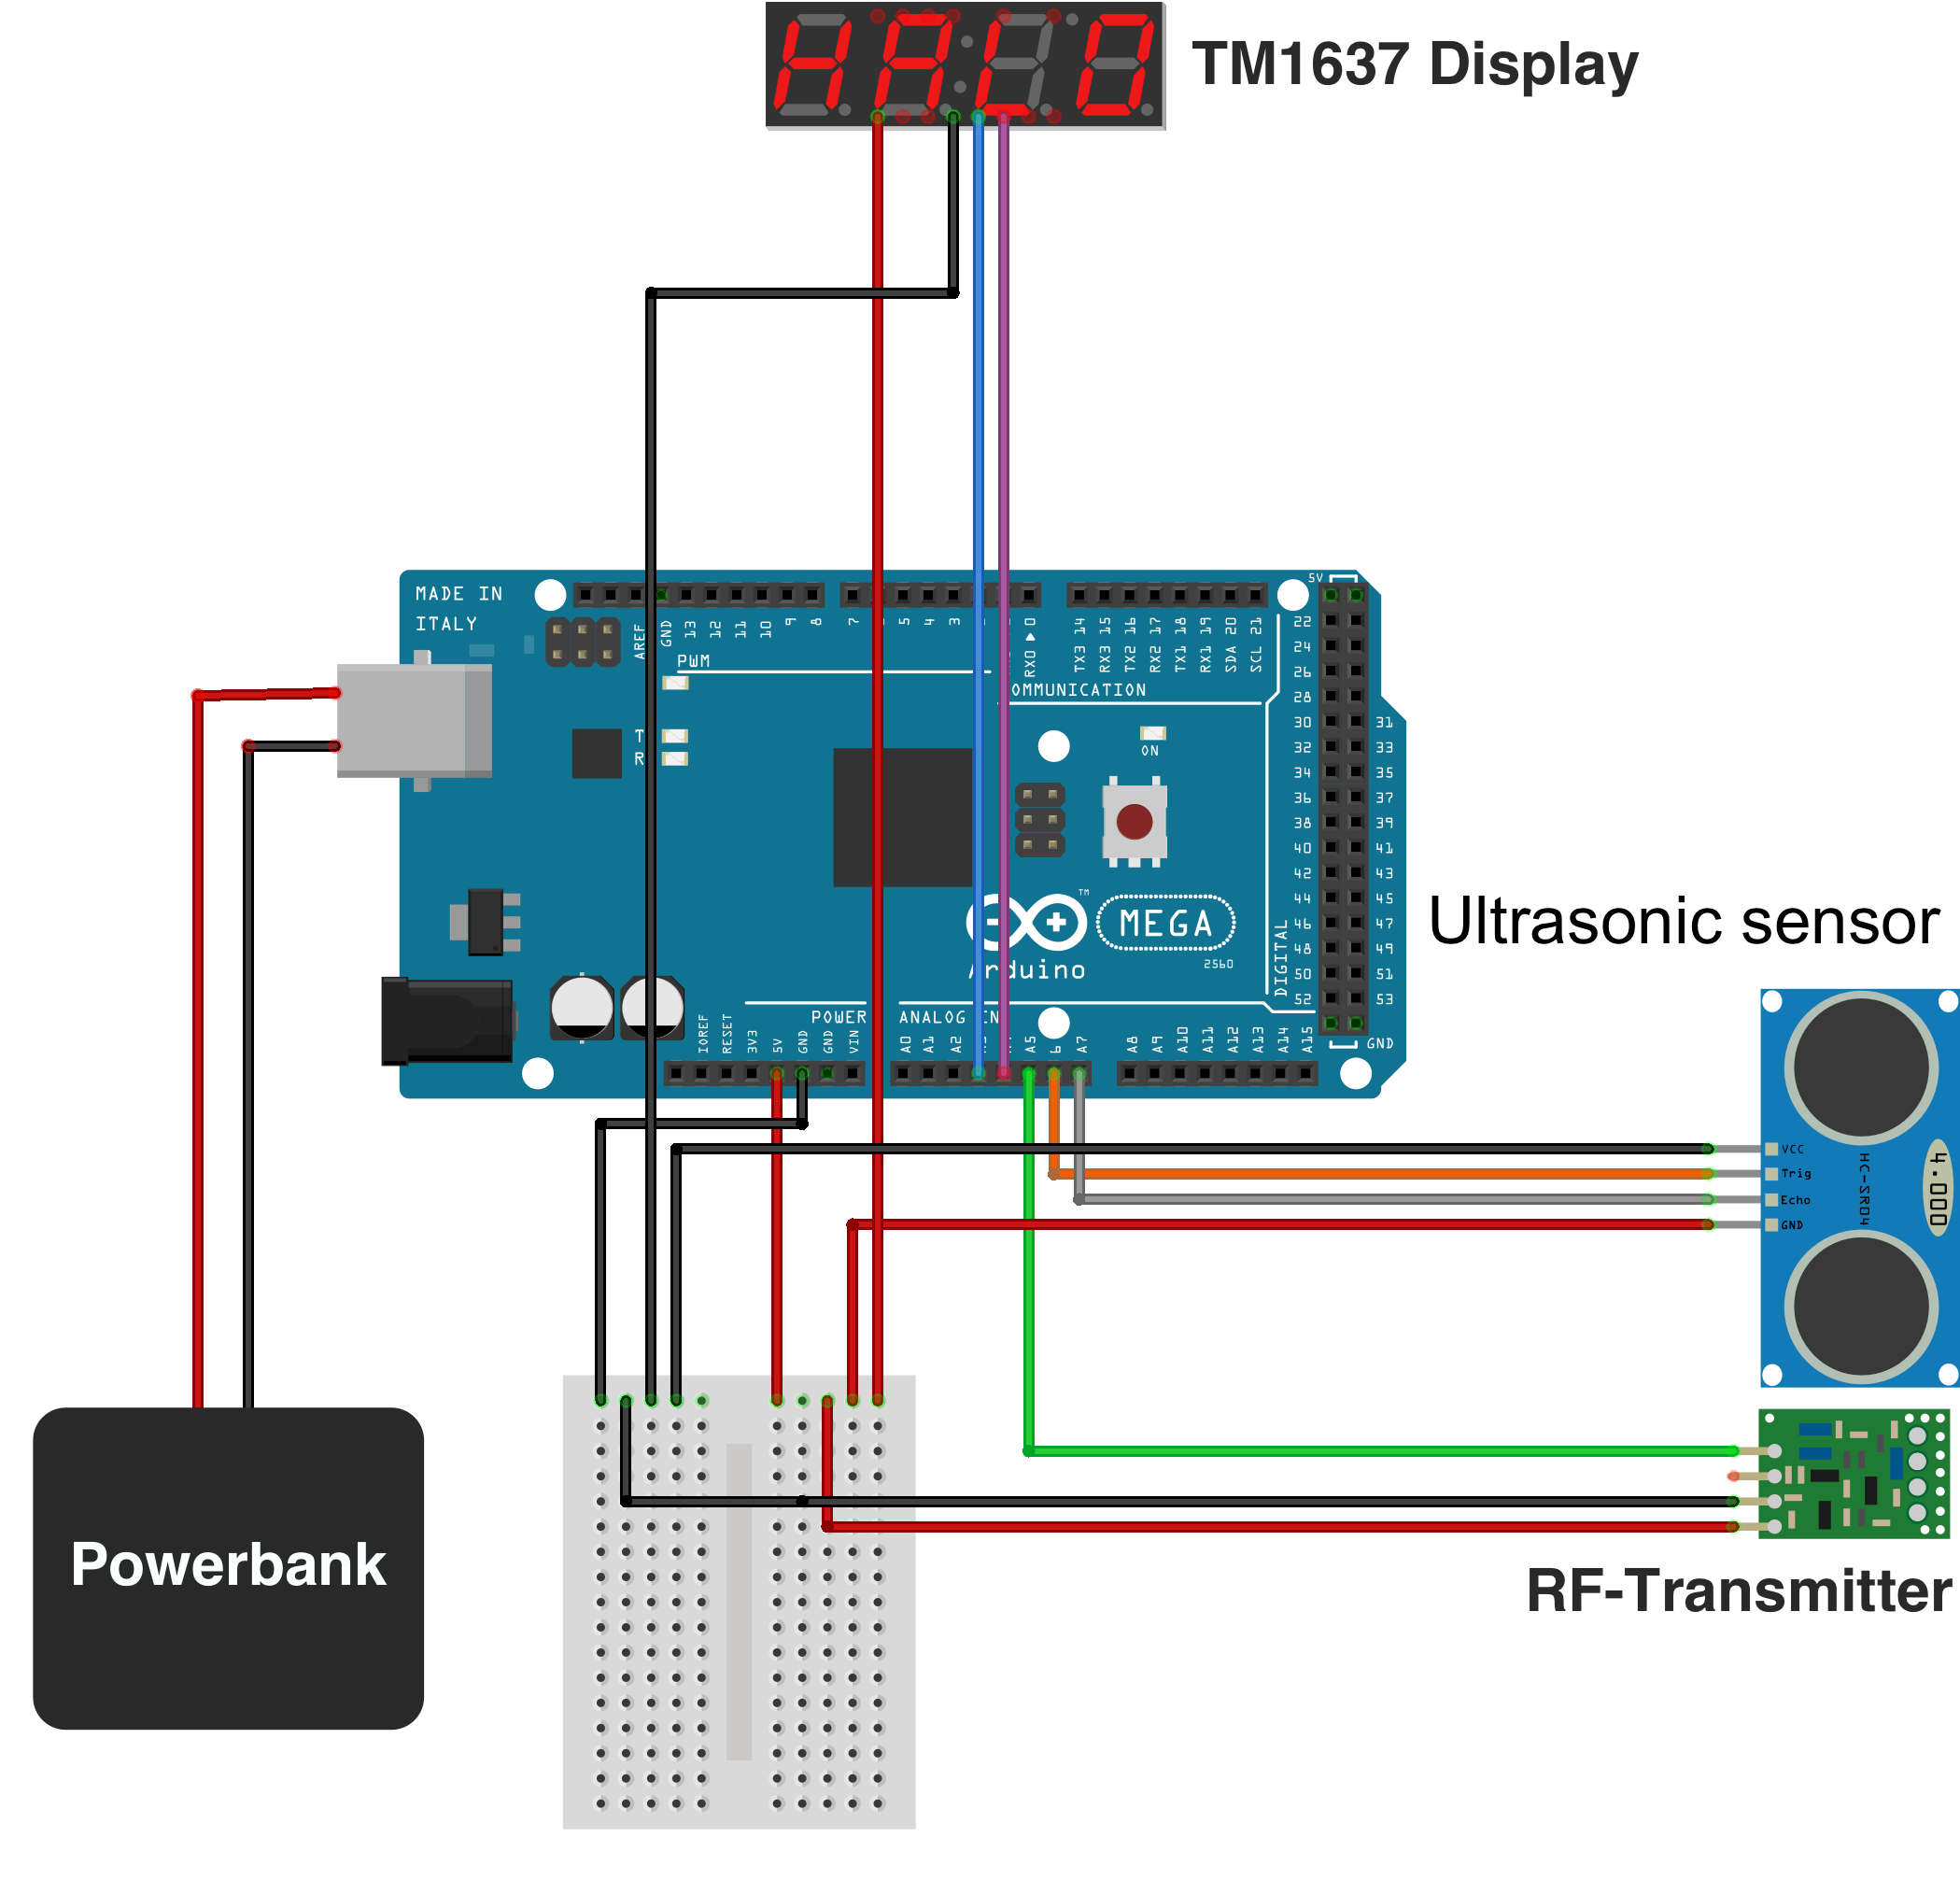 TM1637 Display
MADE IN
ITALY
AREF
GND
13
12
11
10
9
8
7
5
4
3
RX0 ▶ 0
TX3 14
RX3 15
TX2 16
RX2 17
TX1 18
RX1 19
SDA 20
SCL 21
5V
PWM
OMMUNICATION
22
24
26
28
30 31
32 33
34 35
36 37
38 39
40 41
42 43
44 45
46 47
48 49
50 51
52 53
GND
DIGITAL
T
R
ON
TM
MEGA
2560
Arduino
POWER
ANALOG IN
IOREF
RESET
3V3
5V
GND
GND
VIN
A0
A1
A2
A5
6
A7
A8
A9
A10
A11
A12
A13
A14
A15
Ultrasonic sensor
VCC
Trig
Echo
GND
HC-SR04
4.000
Powerbank
RF-Transmitter